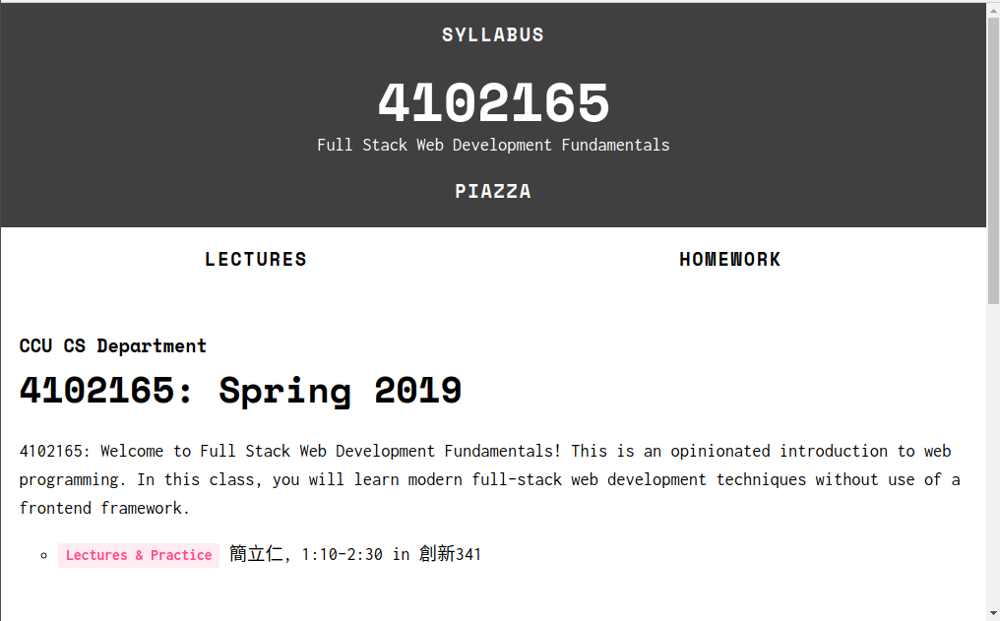 SYLLABUS
4102165
Full Stack Web Development Fundamentals
PIAZZA
LECTURES
HOMEWORK
CCU CS Department
4102165: Spring 2019
4102165: Welcome to Full Stack Web Development Fundamentals! This is an opinionated introduction to web
programming. In this class, you will learn modern full-stack web development techniques without use of a
frontend framework.
Lectures & Practice 簡立仁, 1:10-2:30 in 創新341